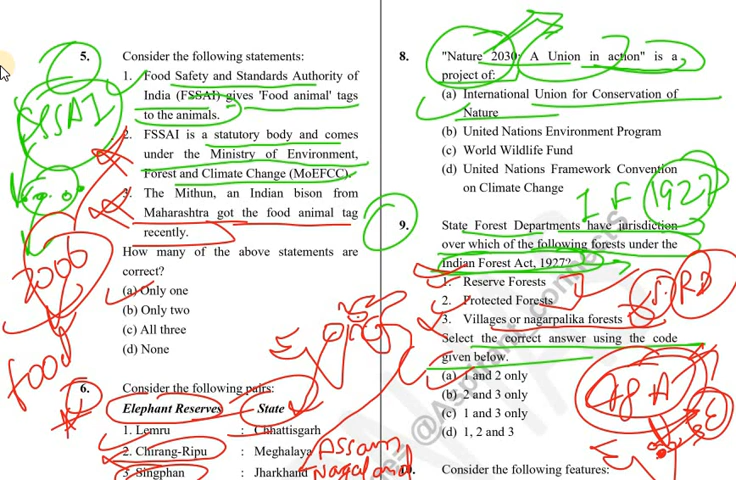 5. Consider the following statements:
1. Food Safety and Standards Authority of
India (FSSAI) gives 'Food animal' tags
to the animals.
2. FSSAI is a statutory body and comes
under the Ministry of Environment,
Forest and Climate Change (MoEFCC).
3. The Mithun, an Indian bison from
Maharashtra got the food animal tag
recently.
How many of the above statements are
correct?
(a) Only one
(b) Only two
(c) All three
(d) None
FSSAI
2006
Food
6. Consider the following pairs:
Elephant Reserves State
1. Lemru : Chhattisgarh
2. Chirang-Ripu : Meghalaya
3. Singphan : Jharkhand
Assam
Nagaland
8. "Nature 2030: A Union in action" is a
project of:
(a) International Union for Conservation of
Nature
(b) United Nations Environment Program
(c) World Wildlife Fund
(d) United Nations Framework Convention
on Climate Change
IF 1927
9. State Forest Departments have jurisdiction
over which of the following forests under the
Indian Forest Act, 1927?
1. Reserve Forests
2. Protected Forests
3. Villages or nagarpalika forests
Select the correct answer using the code
given below.
(a) 1 and 2 only
(b) 2 and 3 only
(c) 1 and 3 only
(d) 1, 2 and 3
Consider the following features: